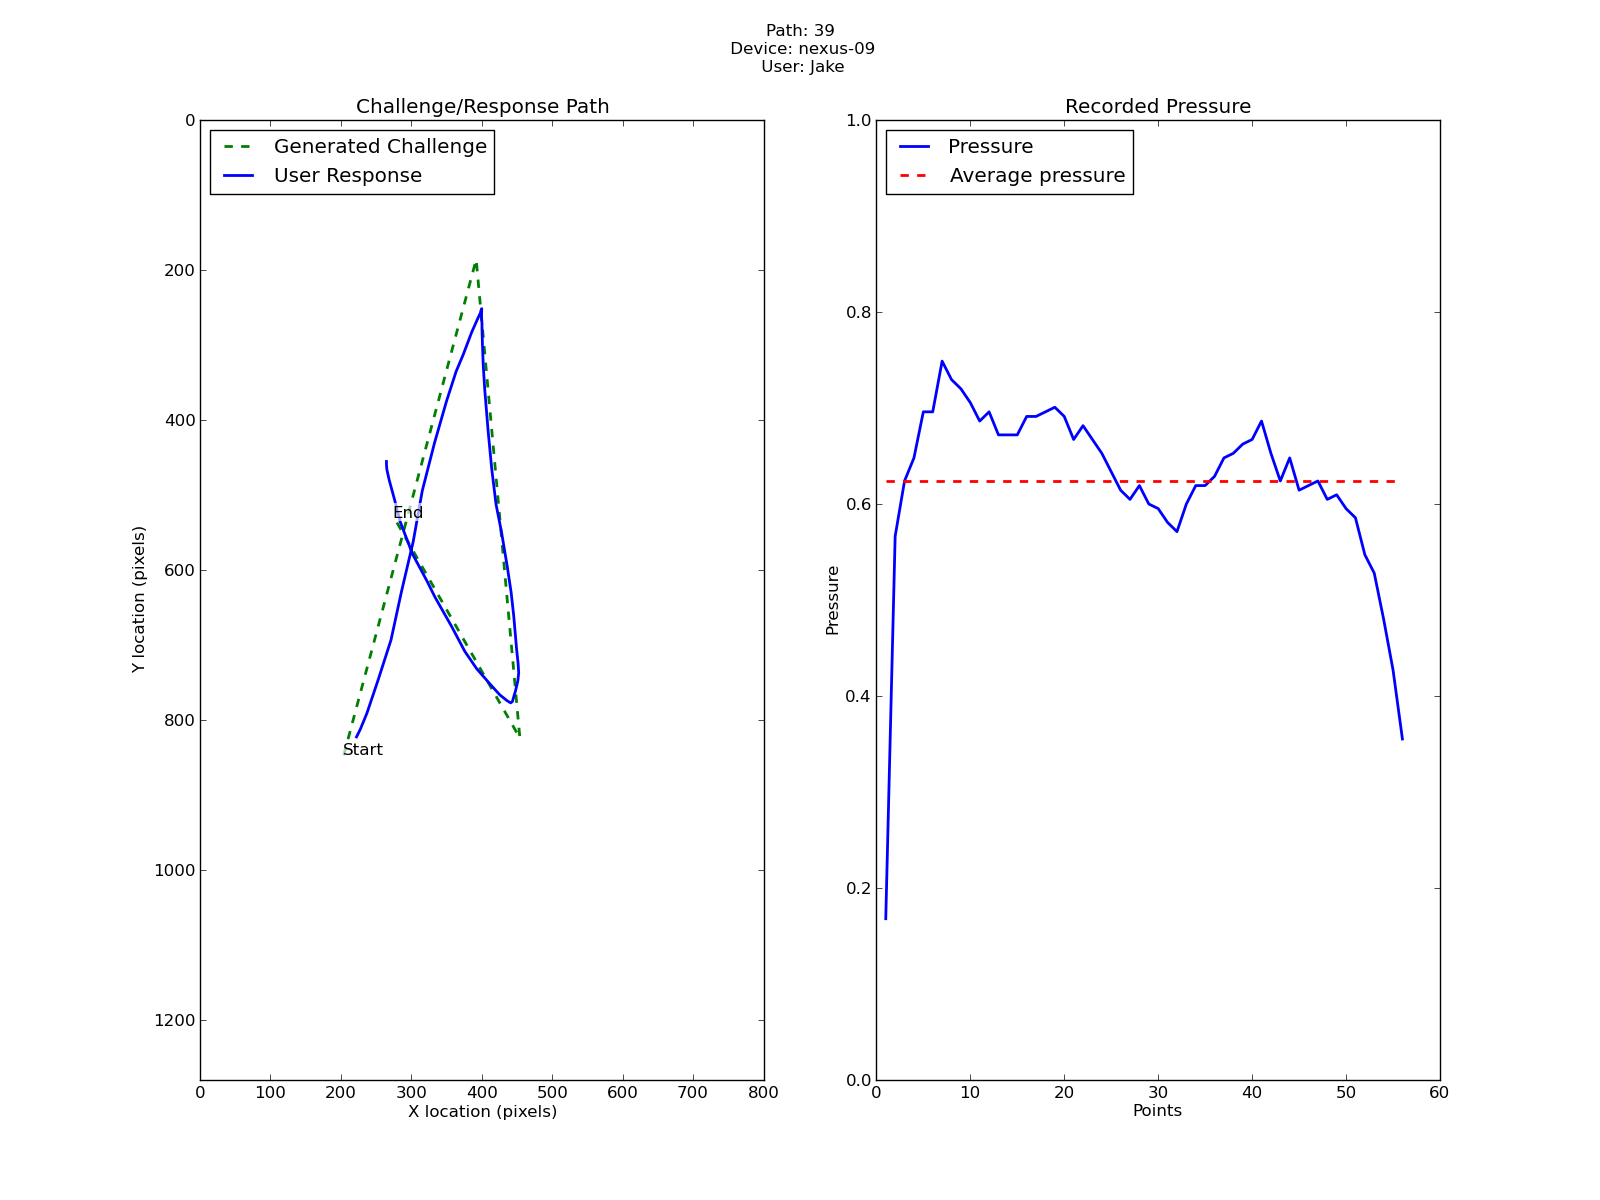 Path: 39
Device: nexus-09
User: Jake
Challenge/Response Path
Generated Challenge
User Response
Start
End
0
200
400
600
800
1000
1200
Y location (pixels)
0 100 200 300 400 500 600 700 800
X location (pixels)
Recorded Pressure
Pressure
Average pressure
1.0
0.8
0.6
0.4
0.2
0.0
Pressure
0 10 20 30 40 50 60
Points